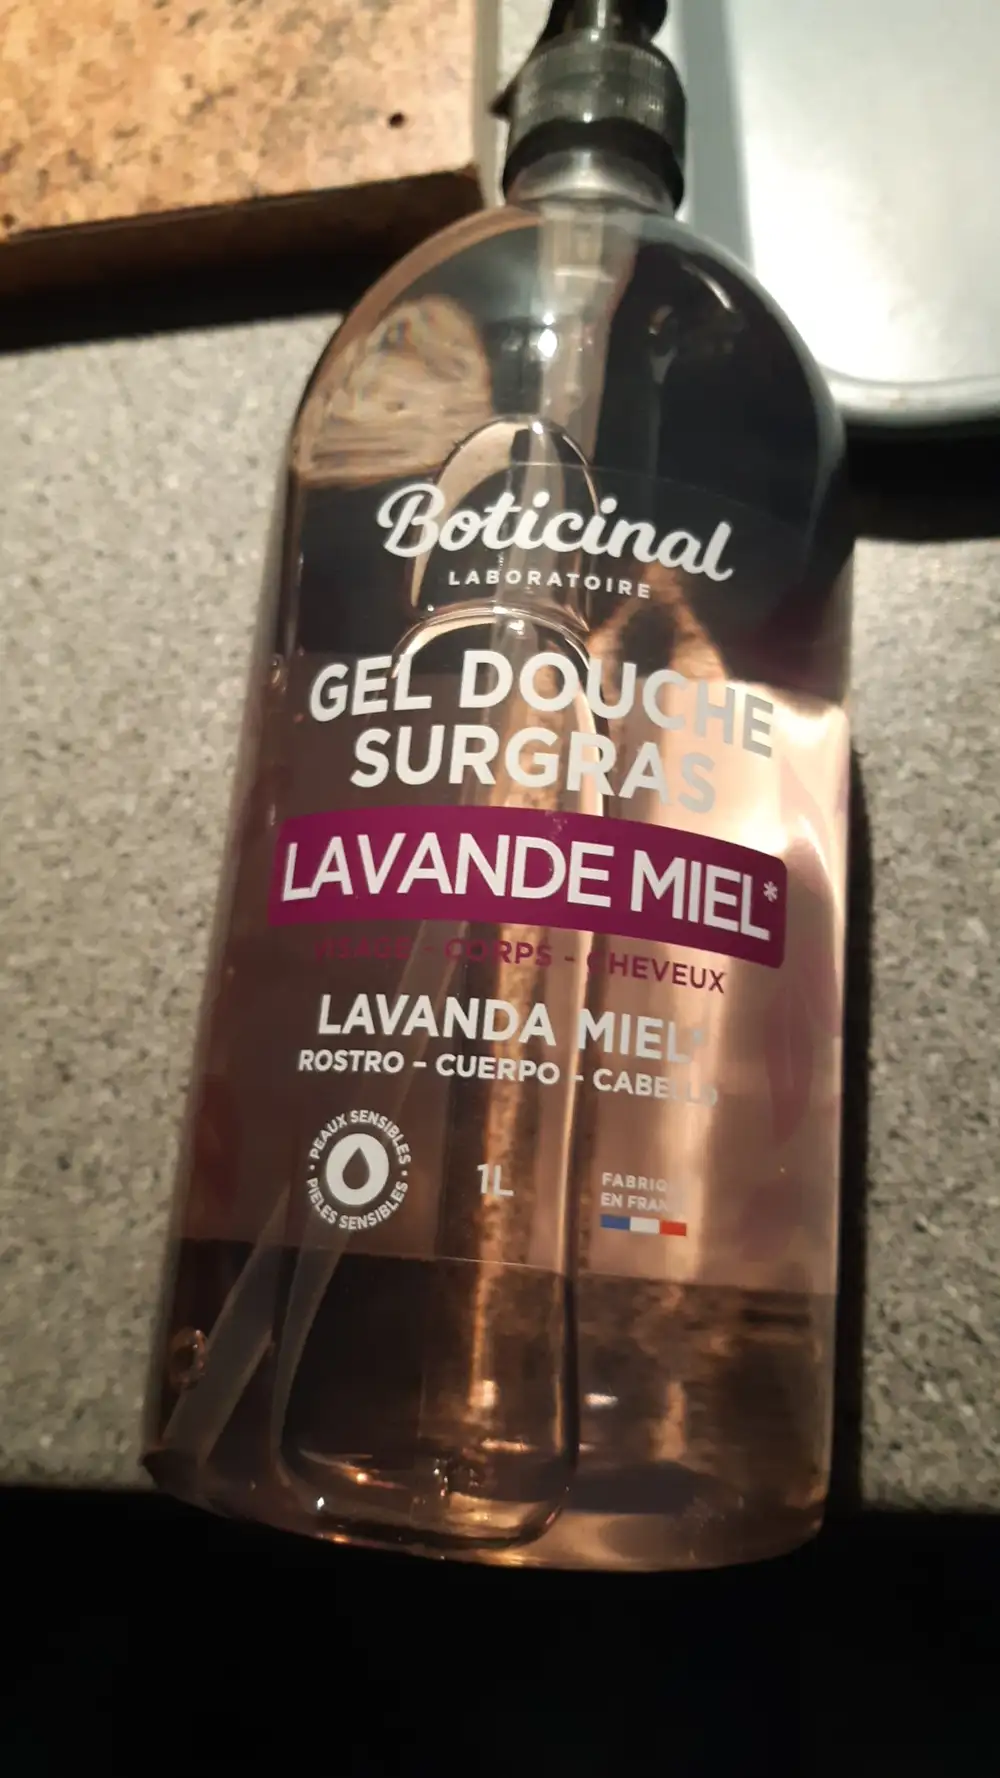 Boticinal
LABORATOIRE
GEL DOUCHE
SURGRAS
LAVANDE MIEL*
VISAGE - CORPS - CHEVEUX
LAVANDA MIEL*
ROSTRO - CUERPO - CABELLO
• PEAUX SENSIBLES •
PIELES SENSIBLES
1L
EN FRANCE